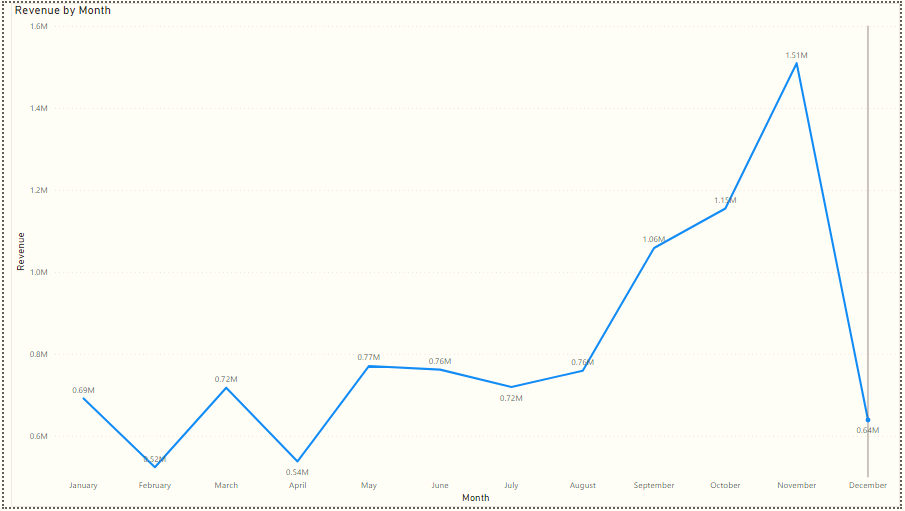 Revenue by Month
1.6M
1.4M
1.2M
1.0M
0.8M
0.6M
Revenue
0.69M
0.52M
0.72M
0.54M
0.77M
0.76M
0.72M
0.76M
1.06M
1.15M
1.51M
0.64M
January February March April May June July August September October November December
Month